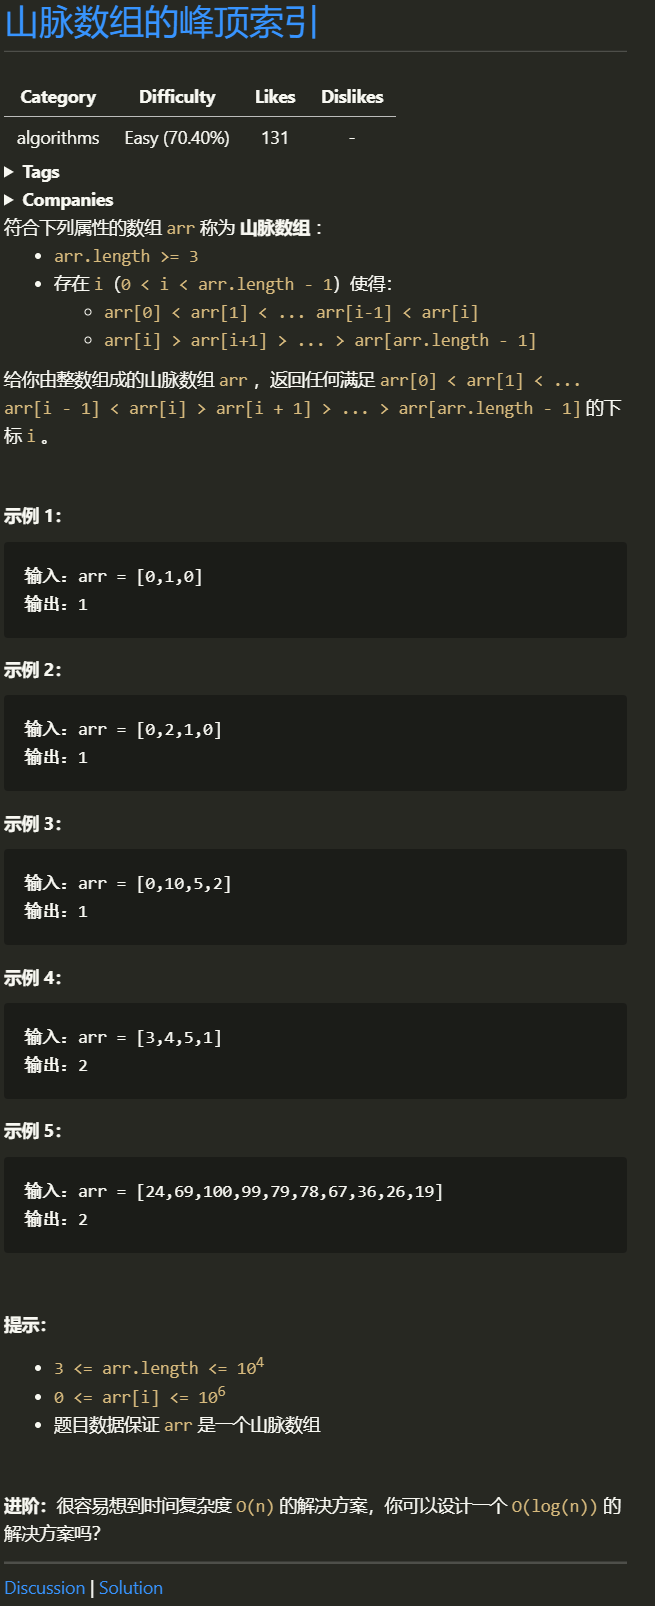 山脉数组的峰顶索引
Category Difficulty Likes Dislikes
algorithms Easy (70.40%) 131 -
Tags
Companies
符合下列属性的数组 arr 称为 山脉数组 ：
arr.length >= 3
存在 i（0 < i < arr.length - 1）使得：
arr[0] < arr[1] < ... arr[i-1] < arr[i]
arr[i] > arr[i+1] > ... > arr[arr.length - 1]
给你由整数组成的山脉数组 arr ，返回任何满足 arr[0] < arr[1] < ...
arr[i - 1] < arr[i] > arr[i + 1] > ... > arr[arr.length - 1] 的下
标 i 。
示例 1：
输入：arr = [0,1,0]
输出：1
示例 2：
输入：arr = [0,2,1,0]
输出：1
示例 3：
输入：arr = [0,10,5,2]
输出：1
示例 4：
输入：arr = [3,4,5,1]
输出：2
示例 5：
输入：arr = [24,69,100,99,79,78,67,36,26,19]
输出：2
提示：
3 <= arr.length <= 10⁴
0 <= arr[i] <= 10⁶
题目数据保证 arr 是一个山脉数组
进阶：很容易想到时间复杂度 O(n) 的解决方案，你可以设计一个 O(log(n)) 的
解决方案吗？
Discussion | Solution